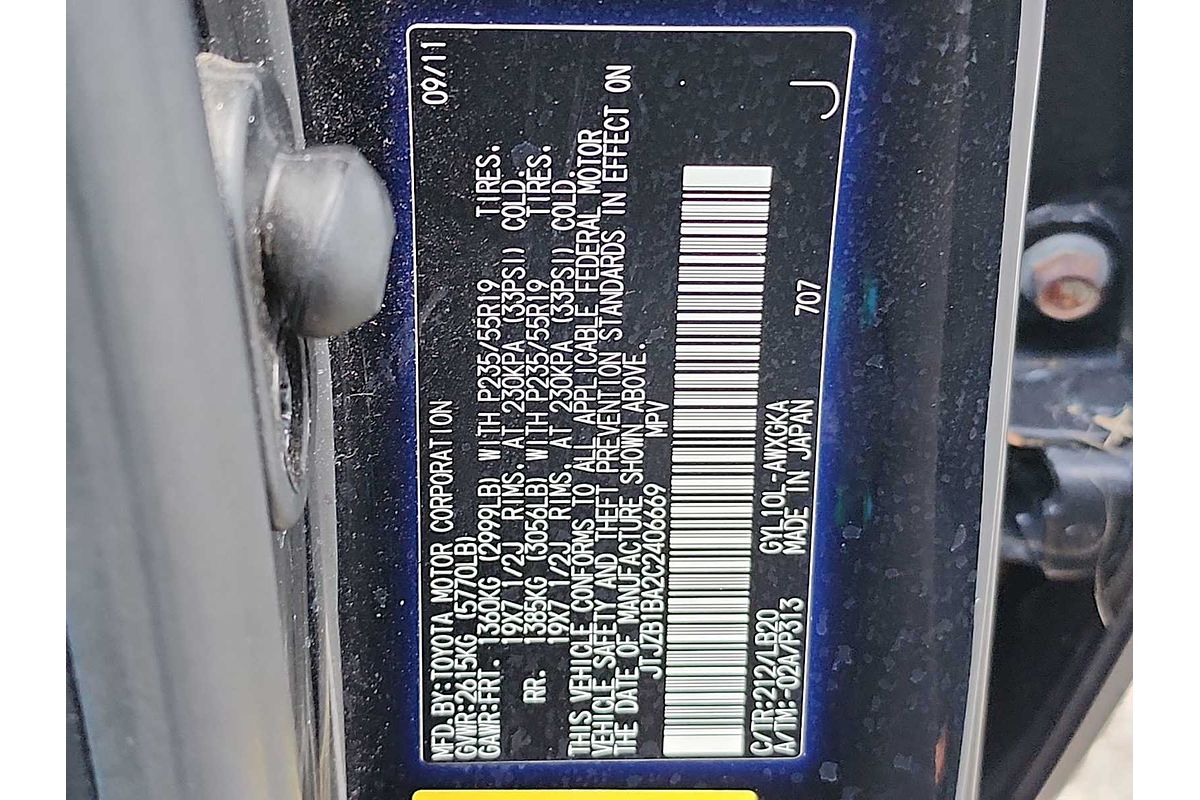 MFD.BY:TOYOTA MOTOR CORPORATION 09/11
GVWR:2615KG (5770LB)
GAWR:FRT. 1360KG (2999LB) WITH P235/55R19 TIRES.
19X7 1/2J RIMS. AT 230KPA (33PSI) COLD.
RR. 1385KG (3056LB) WITH P235/55R19 TIRES.
19X7 1/2J RIMS. AT 230KPA (33PSI) COLD.
THIS VEHICLE CONFORMS TO ALL APPLICABLE FEDERAL MOTOR
VEHICLE SAFETY AND THEFT PREVENTION STANDARDS IN EFFECT ON
THE DATE OF MANUFACTURE SHOWN ABOVE.
JTJZB1BA2C2406669 MPV
C/TR:212/LB20 GYL10L-AWXGKA
A/TM:-02A/P313 MADE IN JAPAN 707
J